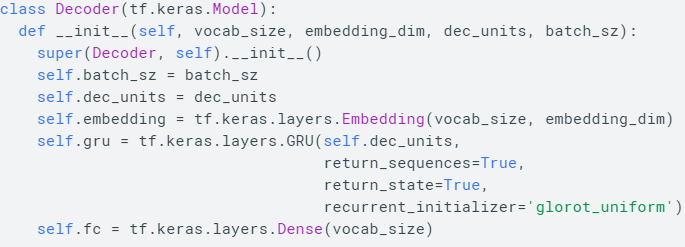 class Decoder(tf.keras.Model):
  def __init__(self, vocab_size, embedding_dim, dec_units, batch_sz):
    super(Decoder, self).__init__()
    self.batch_sz = batch_sz
    self.dec_units = dec_units
    self.embedding = tf.keras.layers.Embedding(vocab_size, embedding_dim)
    self.gru = tf.keras.layers.GRU(self.dec_units,
                                   return_sequences=True,
                                   return_state=True,
                                   recurrent_initializer='glorot_uniform')
    self.fc = tf.keras.layers.Dense(vocab_size)